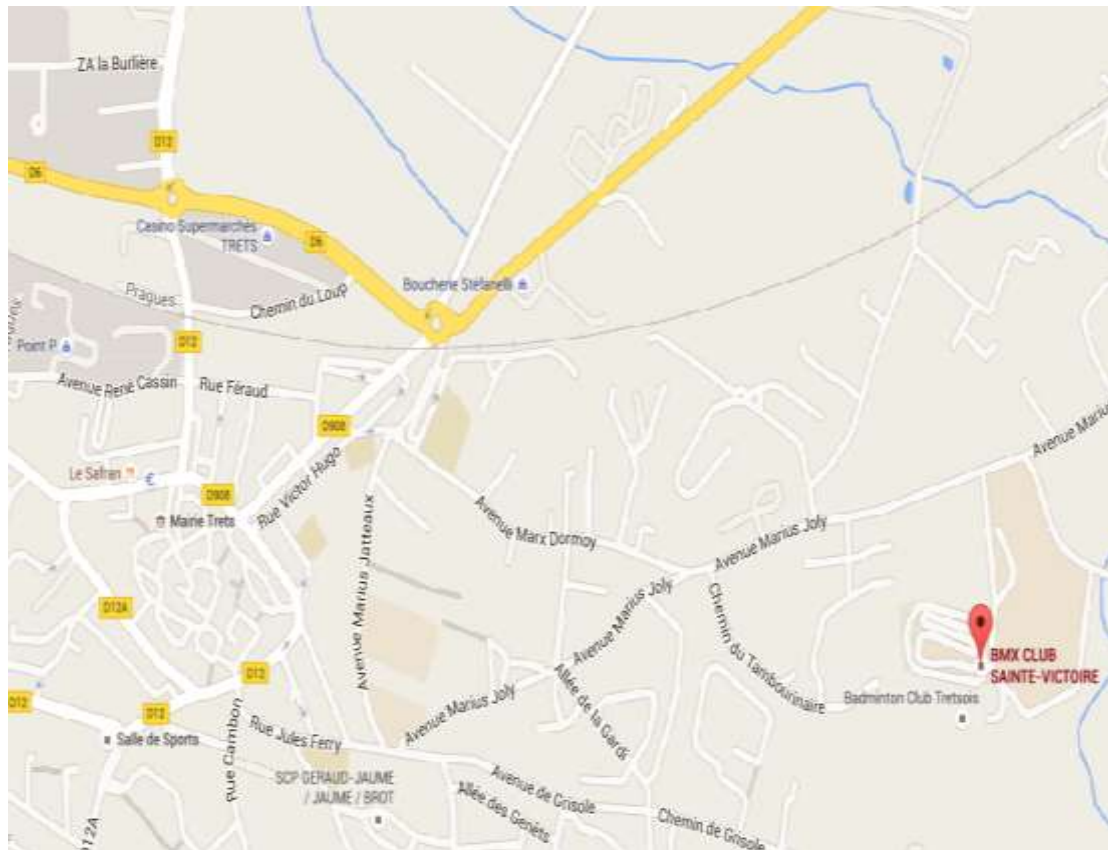 ZA la Burlière
D12
D6
Casino Supermarchés
TRETS
D6
Boucherie Stéfanelli
Pragues
Chemin du Loup
Point P
D12
Avenue René Cassin
Rue Féraud
D908
Avenue Marius
Le Safran
€
D908
Rue Victor Hugo
Mairie Trets
Avenue Marx Dormoy
Avenue Marius Joly
Avenue Marius Jatteaux
D12A
Avenue Marius Joly
Chemin du Tambourinaire
BMX CLUB
SAINTE-VICTOIRE
D12
Allée de la Gardi
Badminton Club Tretsois
D12
Avenue Marius Joly
Salle de Sports
Rue Cambon
Rue Jules Ferry
SCP GERAUD-JAUME
/ JAUME / BROT
Avenue de Grisole
Allée des Genêts
Chemin de Grisole
D12A